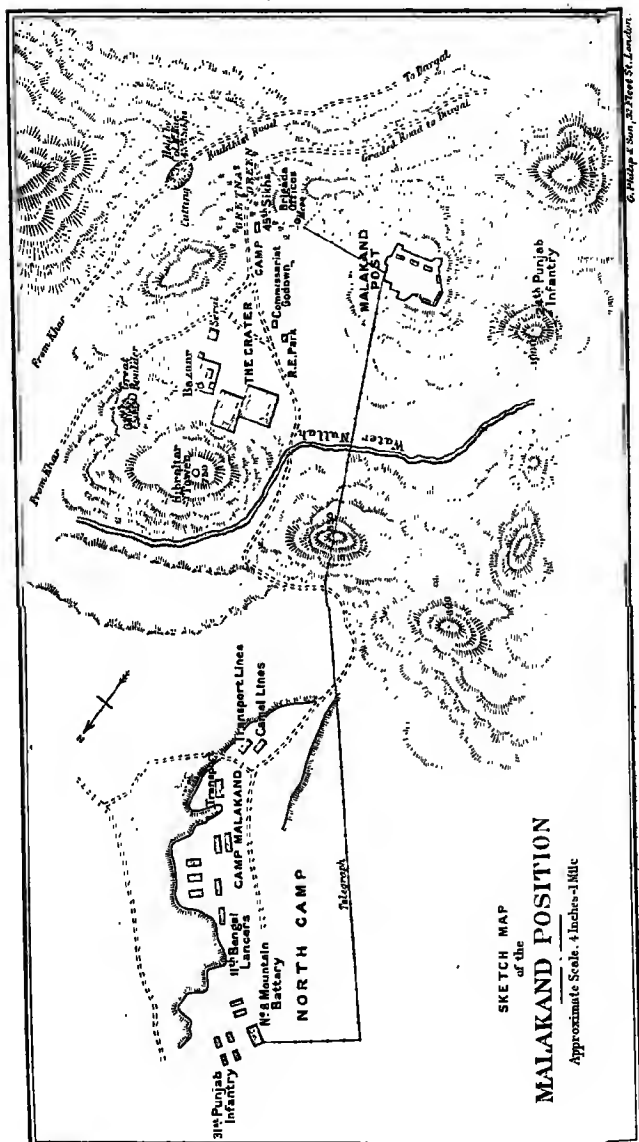 SKETCH MAP
of the
MALAKAND POSITION
Approximate Scale, 4 Inches=1 Mile
31st Punjab
Infantry
Nº 8 Mountain
Battary
11th Bengal
Lancers
NORTH CAMP
CAMP MALAKAND
Transport
Transport Lines
Camel Lines
Telegraph
N
From Khar
From Khar
Gibraltar
Tower
Great
Boulder
Bazaar
Serai
THE CRATER
CAMP
Water Nullah
R.E. Park
Commissariat
Godown
45th Sikhs
Brigade
Offices
Mess
Cutting
Buddhist Road
To Dargai
Graded Road to Dargai
MALAKAND
POST
24th Punjab
Infantry
G. Philip & Son, 32 Fleet St. London.